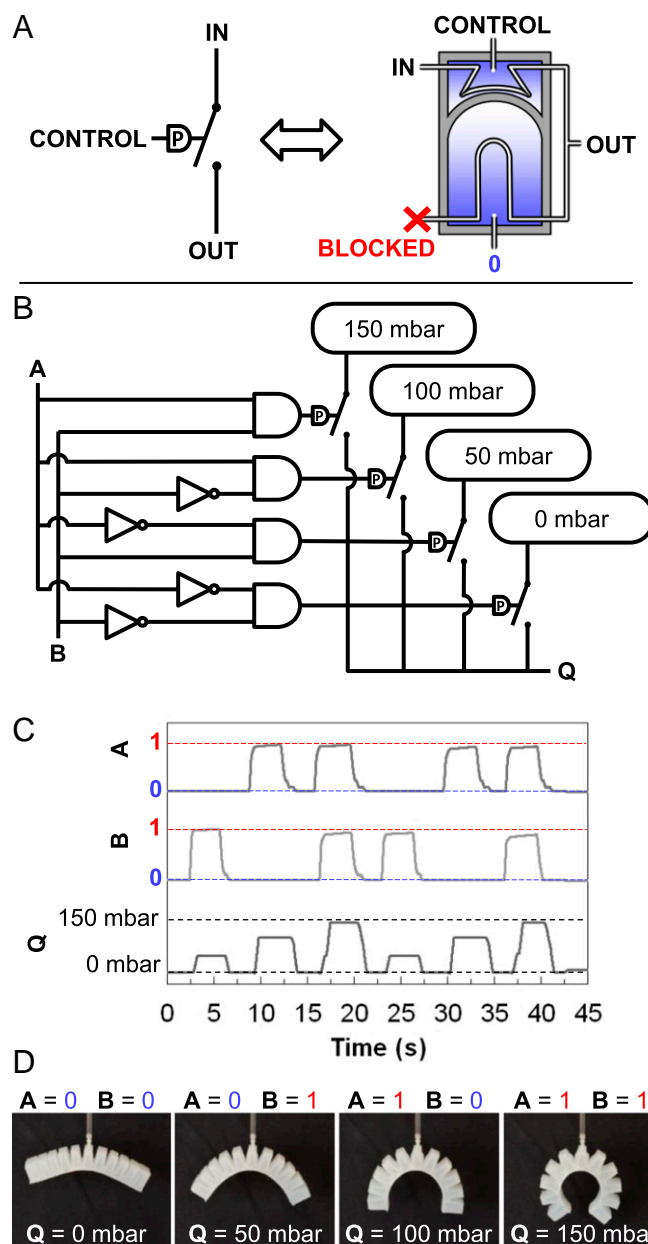 A
IN
CONTROL
P
OUT
CONTROL
IN
OUT
BLOCKED
0
B
150 mbar
100 mbar
50 mbar
0 mbar
A
P
P
P
P
B
Q
C
A
1
0
B
1
0
Q
150 mbar
0 mbar
0 5 10 15 20 25 30 35 40 45
Time (s)
D
A = 0 B = 0
A = 0 B = 1
A = 1 B = 0
A = 1 B = 1
Q = 0 mbar
Q = 50 mbar
Q = 100 mbar
Q = 150 mbar